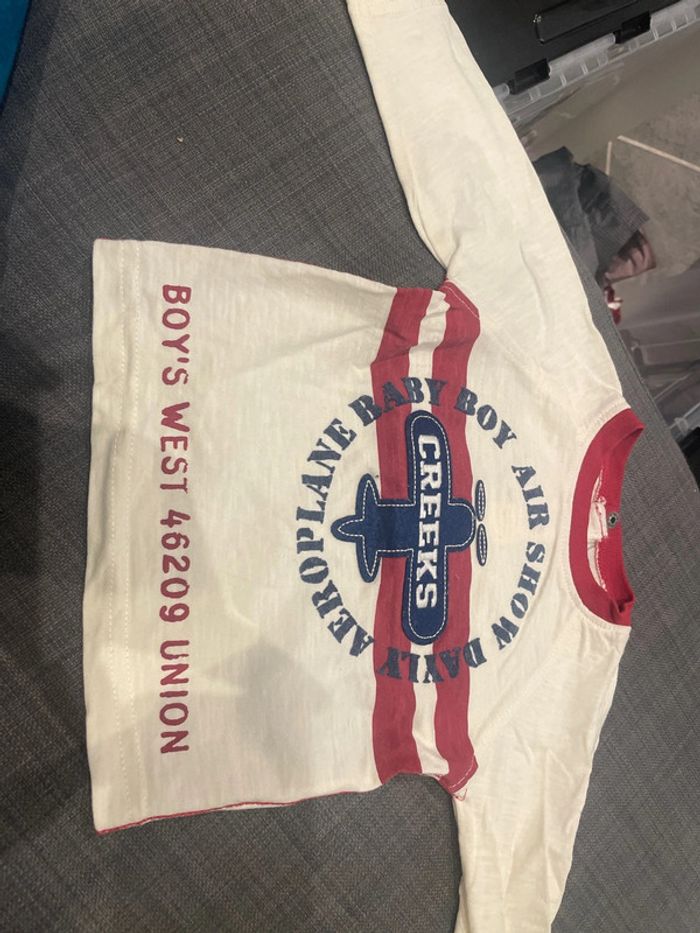 AEROPLANE BABY BOY AIR SHOW DAYLY
CREEKS
BOY'S WEST 46209 UNION